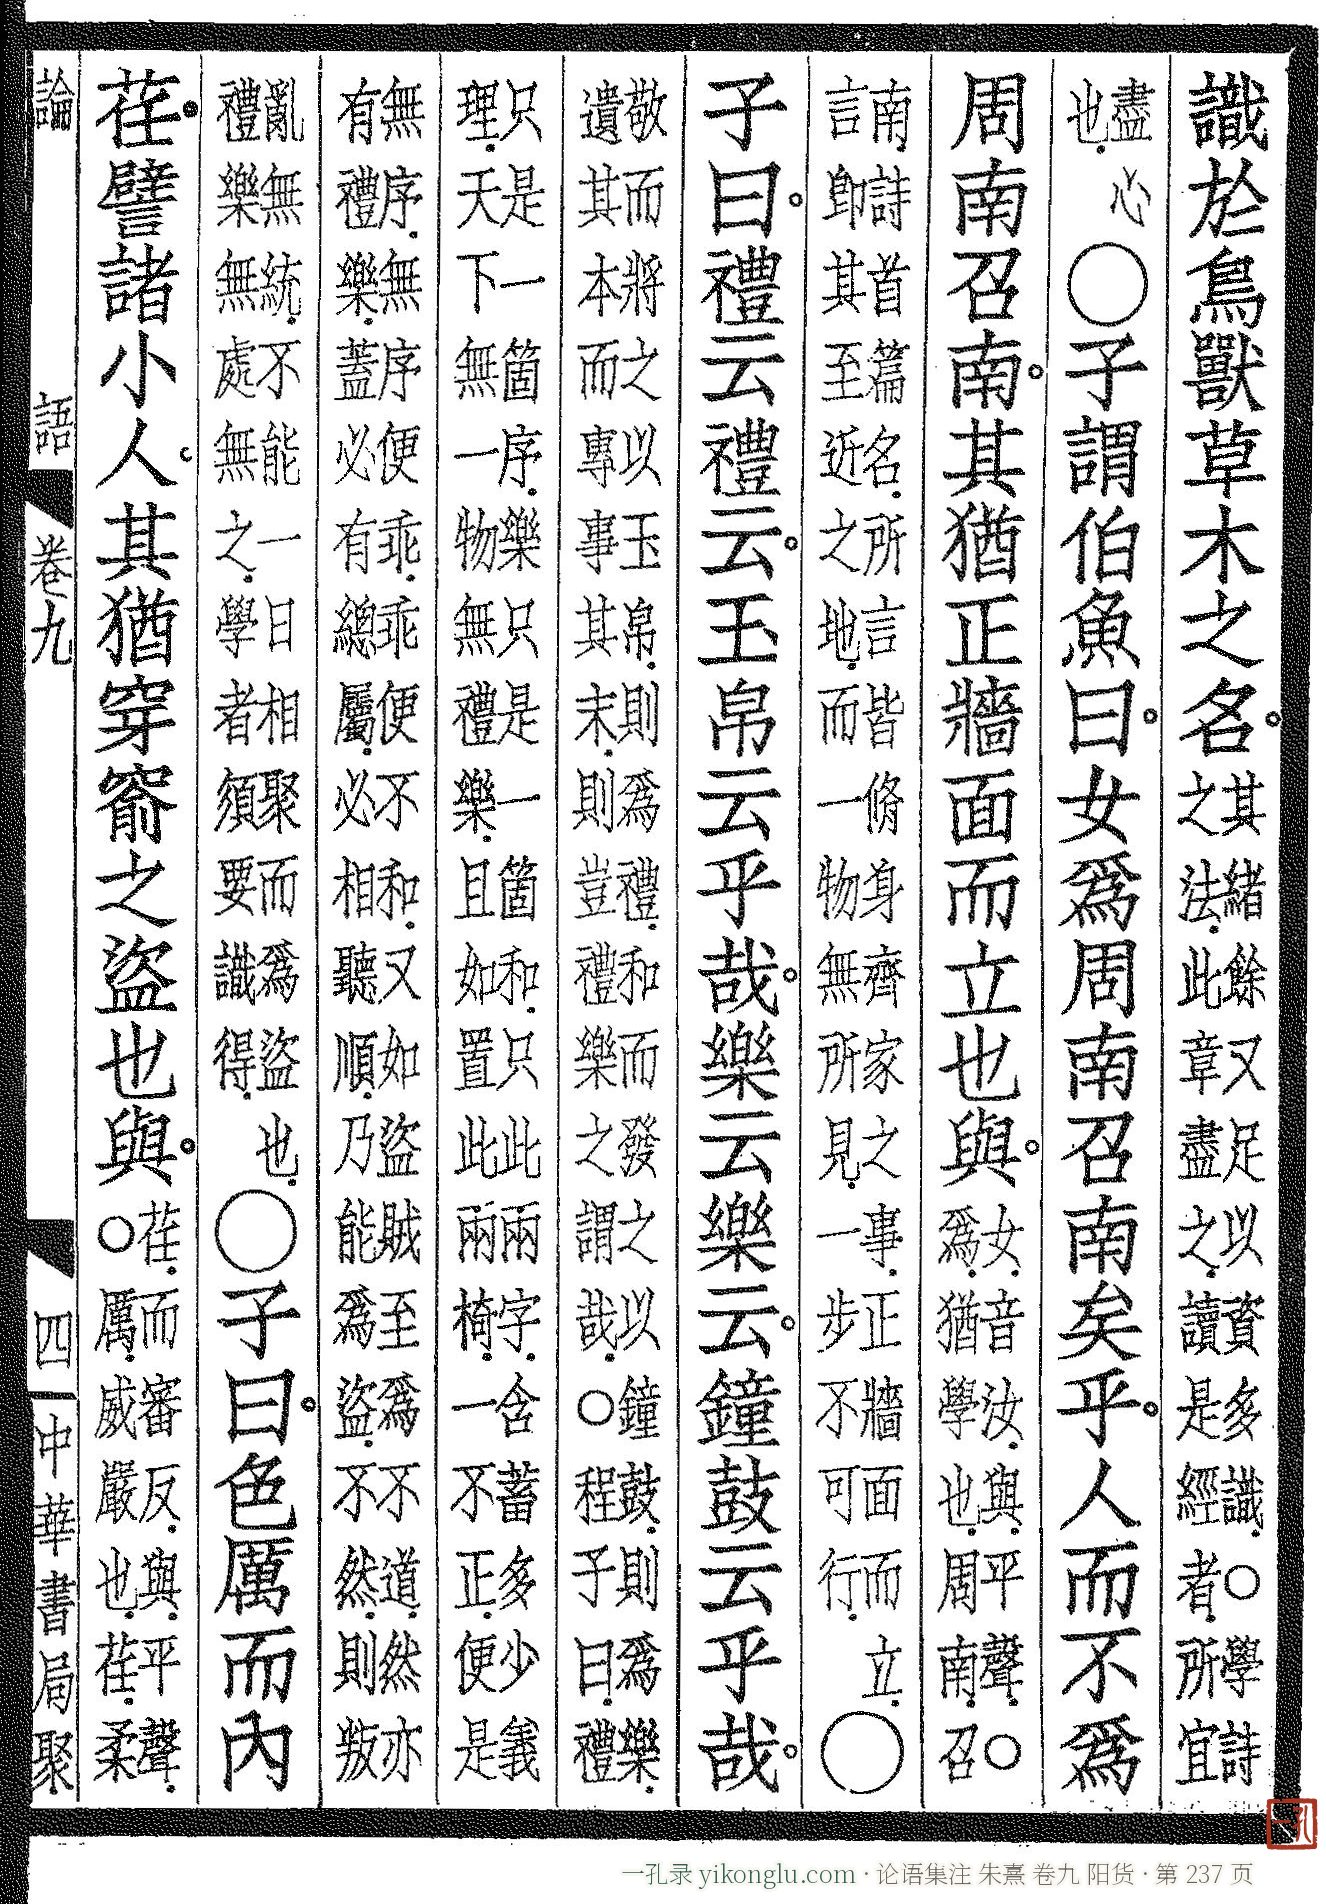 識於鳥獸草木之名。其緒餘又足以資多識。○學詩
之法。此章盡之。讀是經者。所宜
盡心
也。○子謂伯魚曰。女爲周南召南矣乎。人而不爲
周南召南。其猶正牆面而立也與。女。音汝。與。平聲。○
爲。猶學也。周南。召
南。詩首篇名。所言皆脩身齊家之事。正牆面而立。
言即其至近之地。而一物無所見。一步不可行。○
子曰。禮云禮云。玉帛云乎哉。樂云樂云。鐘鼓云乎哉。
敬而將之以玉帛。則爲禮。和而發之以鐘鼓。則爲樂。
遺其本而專事其末。則豈禮樂之謂哉。○程子曰。禮
只是一箇序。樂只是一箇和。只此兩字。含蓄多少義
理。天下無一物無禮樂。且如置此兩椅。一不正。便是
無序。無序便乖。乖便不和。又如盜賊至爲不道。然亦
有禮樂。蓋必有總屬。必相聽順。乃能爲盜。不然。則叛
亂無統。不能一日相聚而爲盜也。
禮樂無處無之。學者須要識得。○子曰。色厲而內
荏。譬諸小人。其猶穿窬之盜也與。荏。而審反。與。平聲。
○厲。威嚴也。荏。柔
論語 卷九 四 中華書局聚
一孔录 yikonglu.com · 论语集注 朱熹 卷九 阳货 · 第 237 页